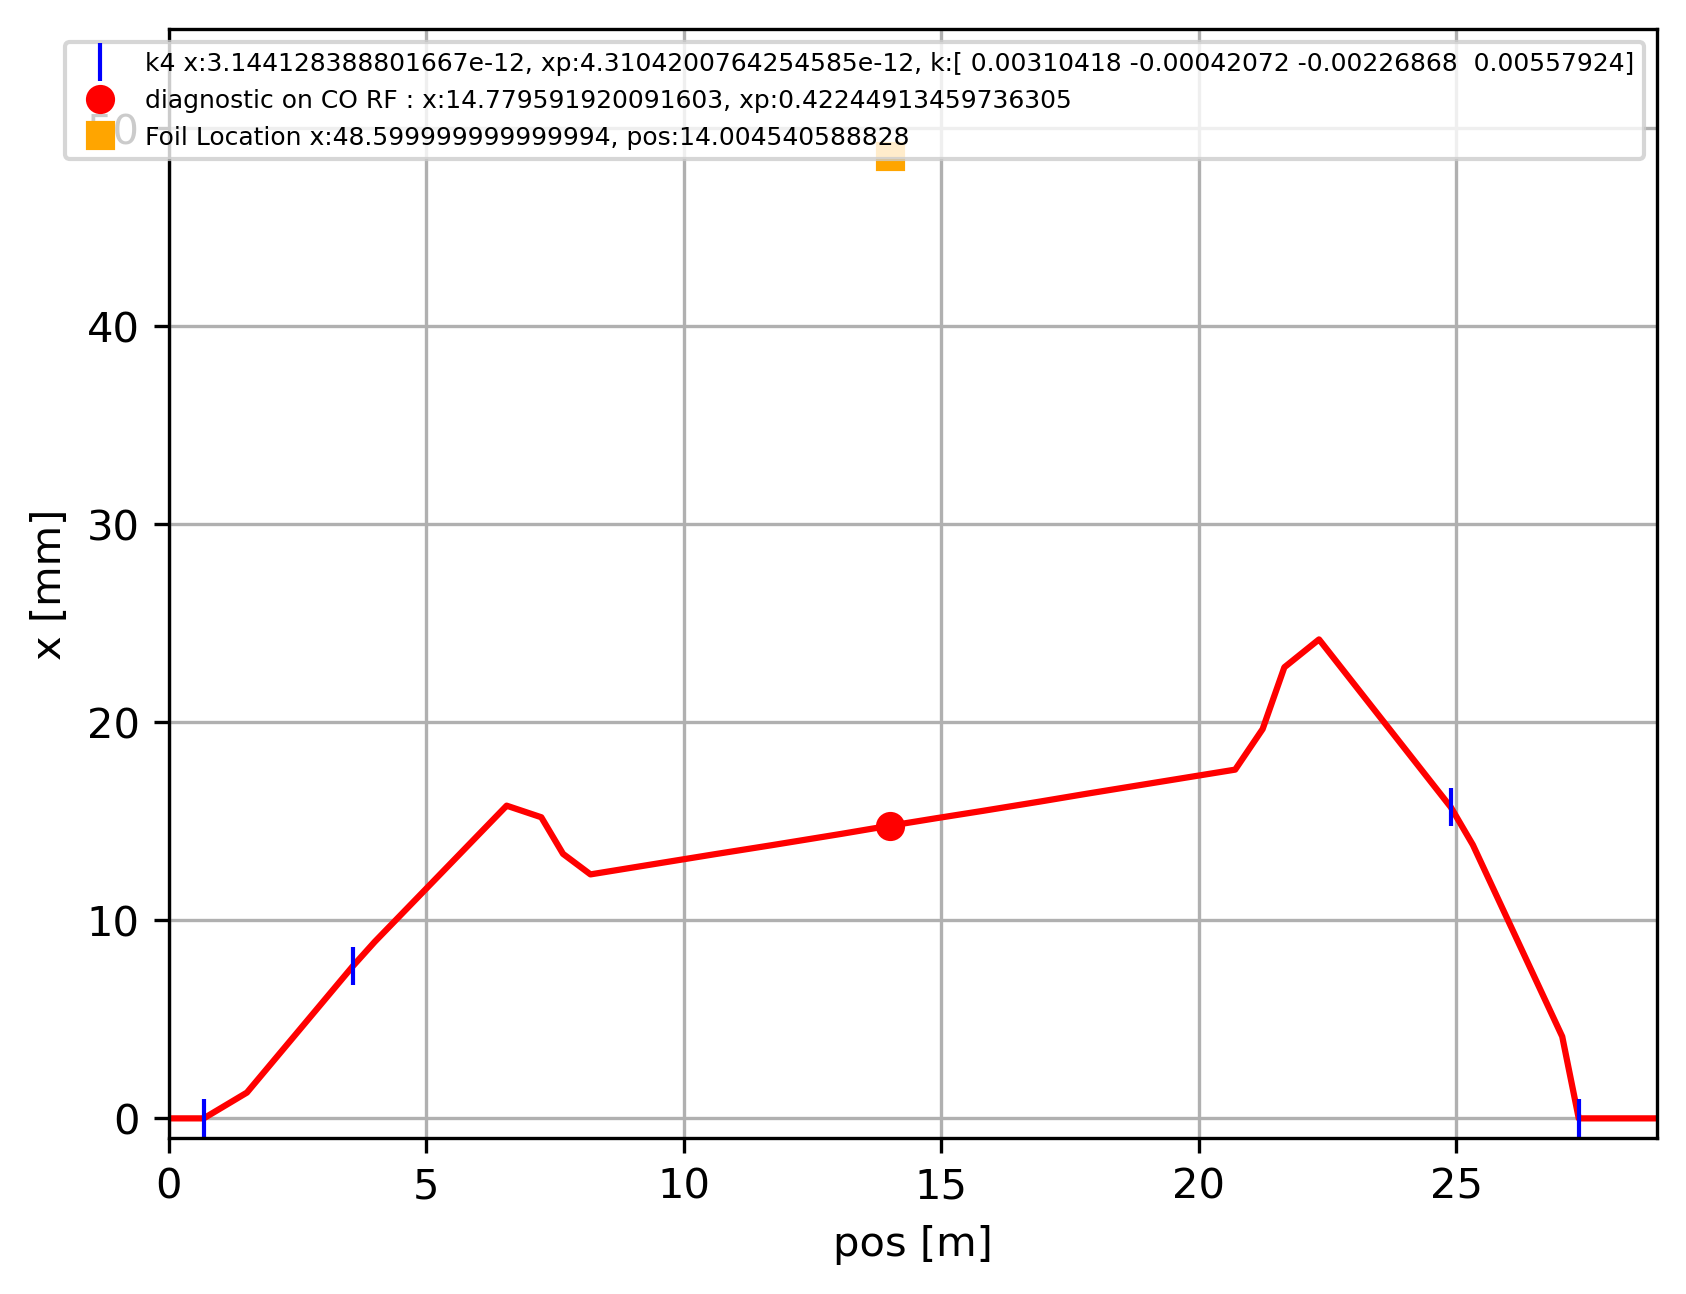 k4 x:3.144128388801667e-12, xp:4.3104200764254585e-12, k:[ 0.00310418 -0.00042072 -0.00226868  0.00557924]
diagnostic on CO RF : x:14.779591920091603, xp:0.42244913459736305
Foil Location x:48.599999999999994, pos:14.004540588828
50
40
30
20
10
0
x [mm]
0 5 10 15 20 25
pos [m]